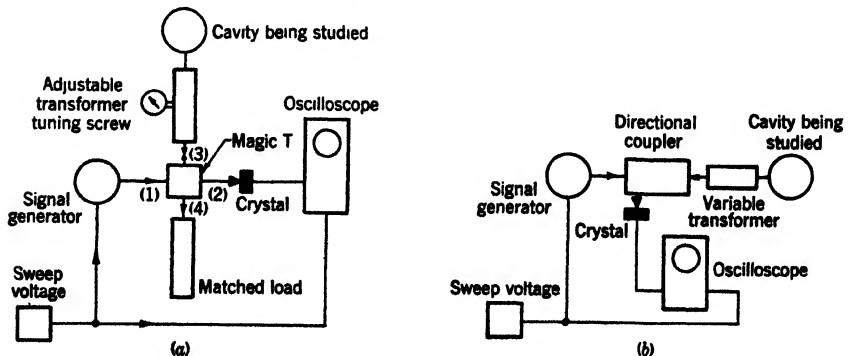 Cavity being studied
Adjustable
transformer
tuning screw
Oscilloscope
Magic T
(3)
(1)
(2)
(4)
Signal
generator
Crystal
Sweep
voltage
Matched load
(a)
Directional
coupler
Cavity being
studied
Signal
generator
Variable
transformer
Crystal
Oscilloscope
Sweep voltage
(b)